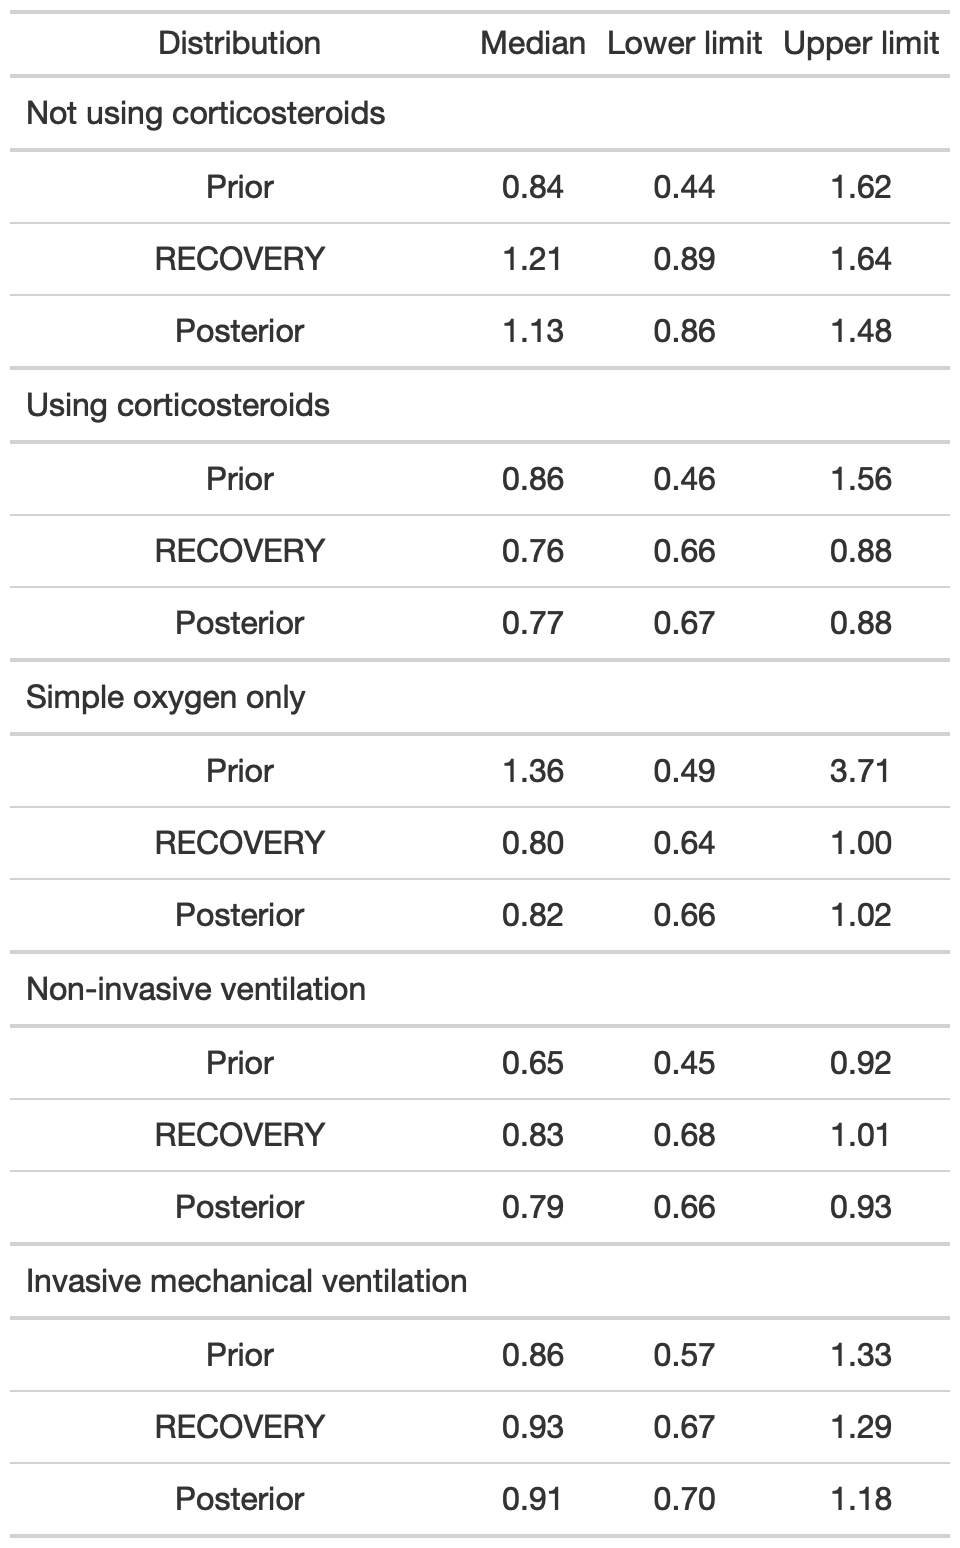 Distribution Median Lower limit Upper limit
Not using corticosteroids
Prior 0.84 0.44 1.62
RECOVERY 1.21 0.89 1.64
Posterior 1.13 0.86 1.48
Using corticosteroids
Prior 0.86 0.46 1.56
RECOVERY 0.76 0.66 0.88
Posterior 0.77 0.67 0.88
Simple oxygen only
Prior 1.36 0.49 3.71
RECOVERY 0.80 0.64 1.00
Posterior 0.82 0.66 1.02
Non-invasive ventilation
Prior 0.65 0.45 0.92
RECOVERY 0.83 0.68 1.01
Posterior 0.79 0.66 0.93
Invasive mechanical ventilation
Prior 0.86 0.57 1.33
RECOVERY 0.93 0.67 1.29
Posterior 0.91 0.70 1.18